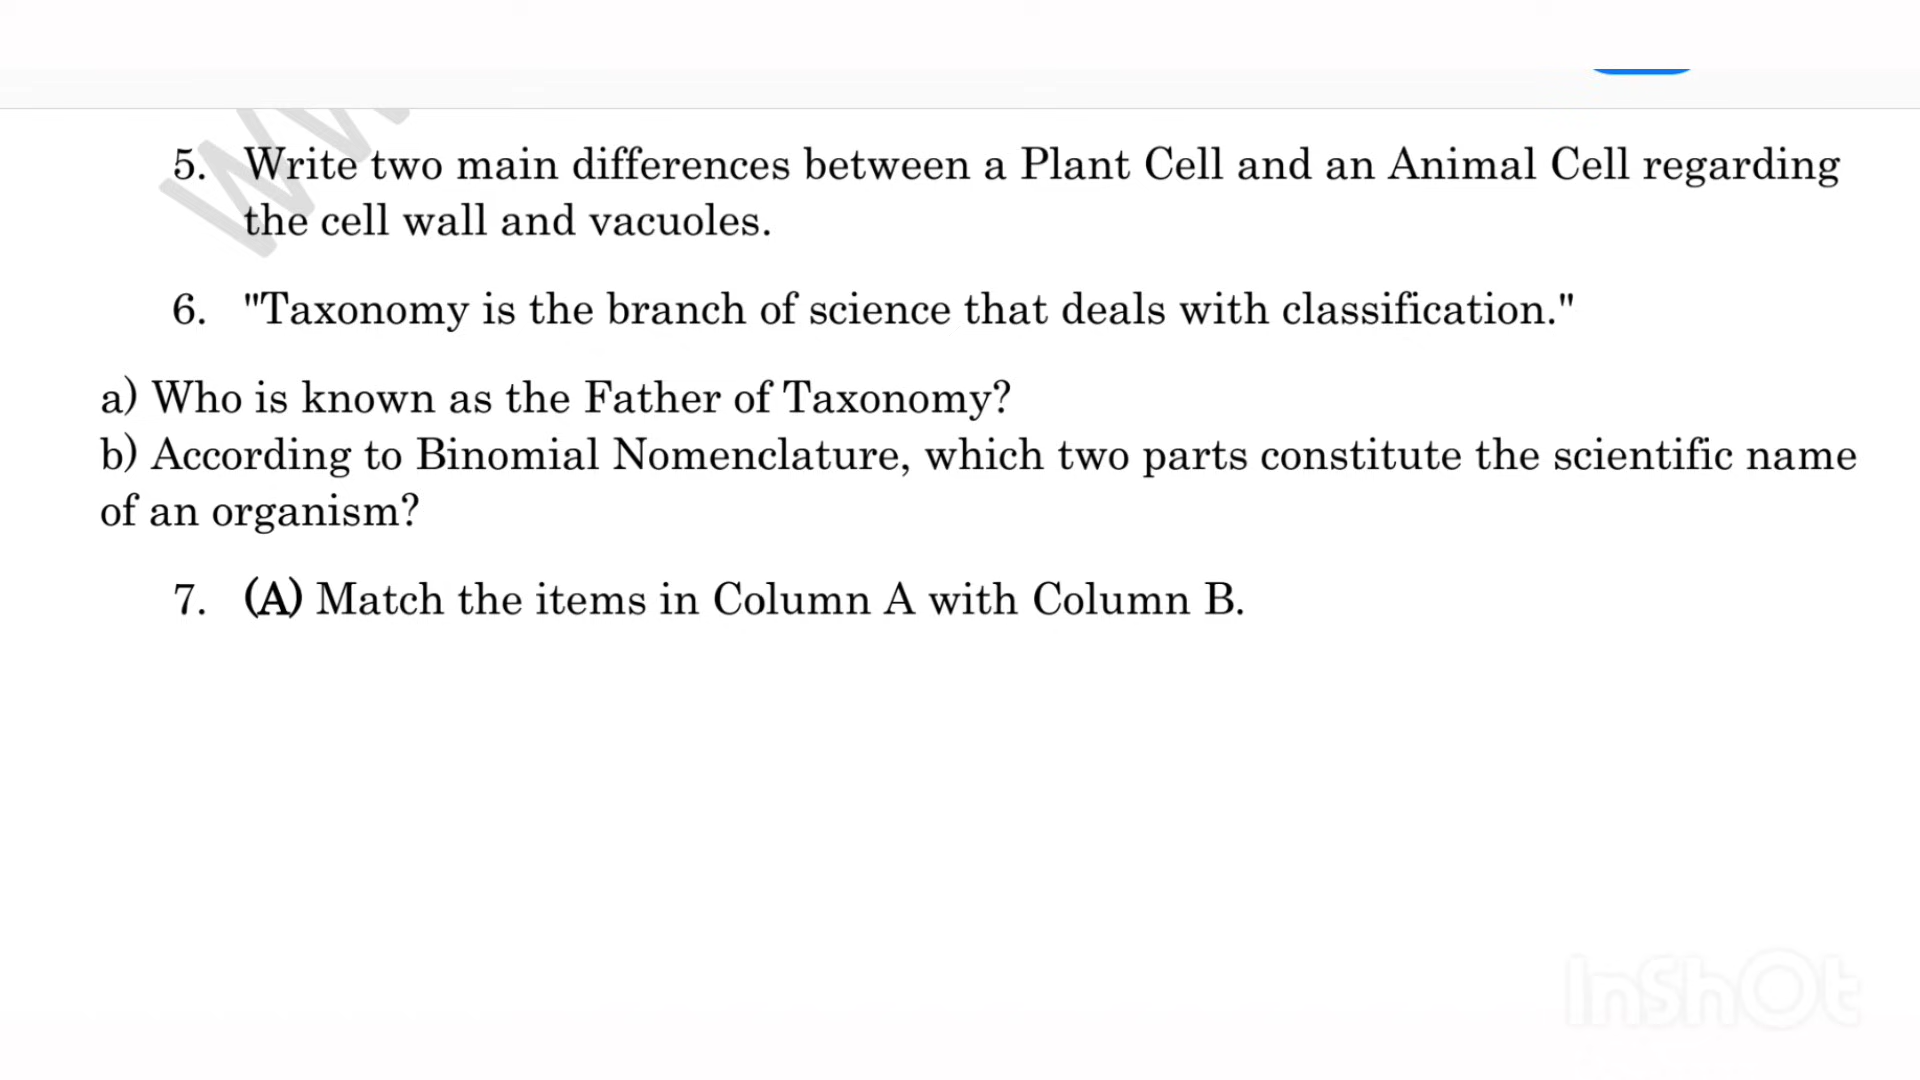 5. Write two main differences between a Plant Cell and an Animal Cell regarding
the cell wall and vacuoles.
6. "Taxonomy is the branch of science that deals with classification."
a) Who is known as the Father of Taxonomy?
b) According to Binomial Nomenclature, which two parts constitute the scientific name
of an organism?
7. (A) Match the items in Column A with Column B.
InShOt